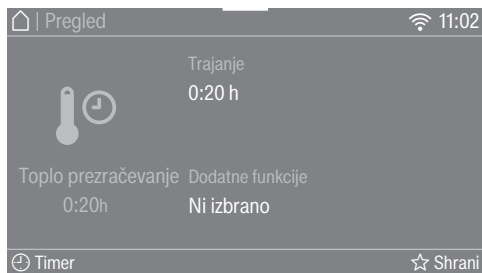 | Pregled
11:02
Trajanje
0:20 h
Toplo prezračevanje
0:20h
Dodatne funkcije
Ni izbrano
Timer
Shrani